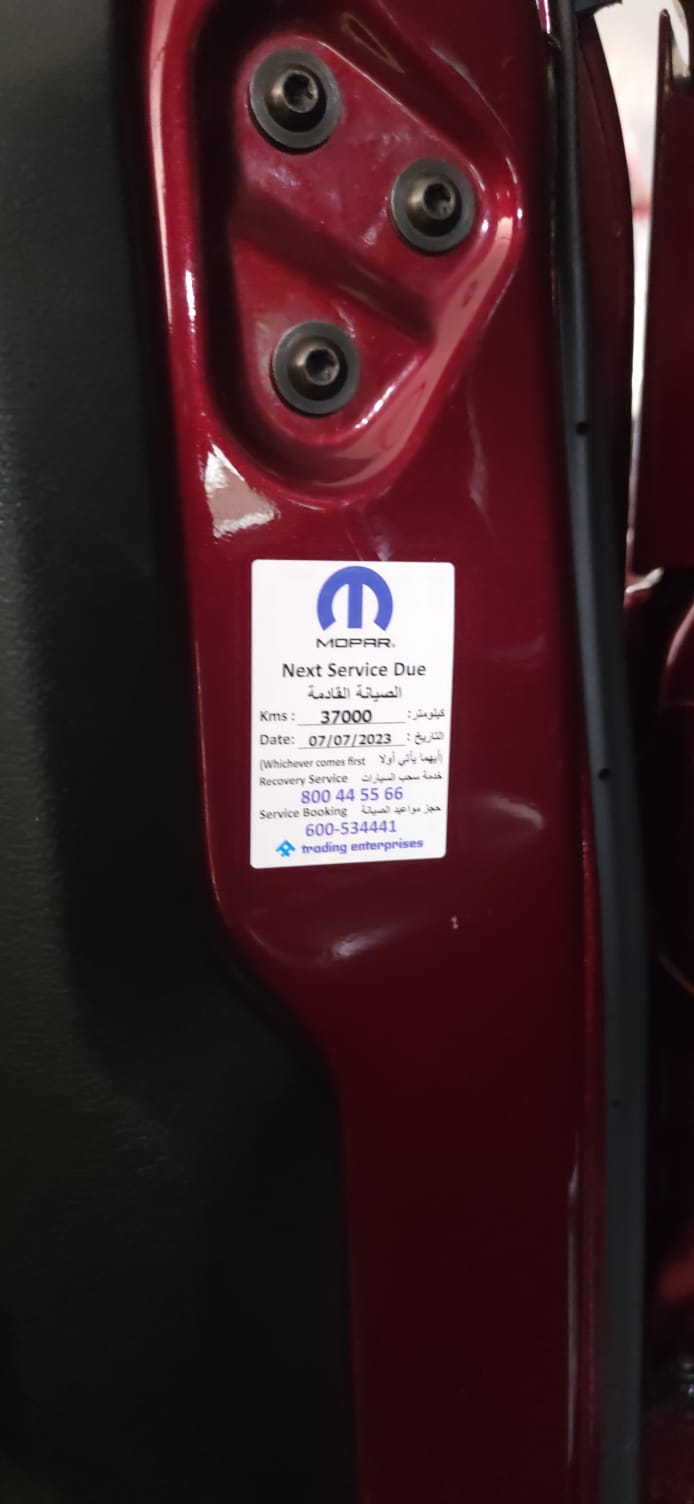 MOPAR®
Next Service Due
الصيانة القادمة
Kms : 37000 كيلومتر:
Date: 07/07/2023 التاريخ :
(Whichever comes first أيهما يأتي أولا)
Recovery Service خدمة سحب السيارات
800 44 55 66
Service Booking حجز مواعيد الصيانة
600-534441
trading enterprises